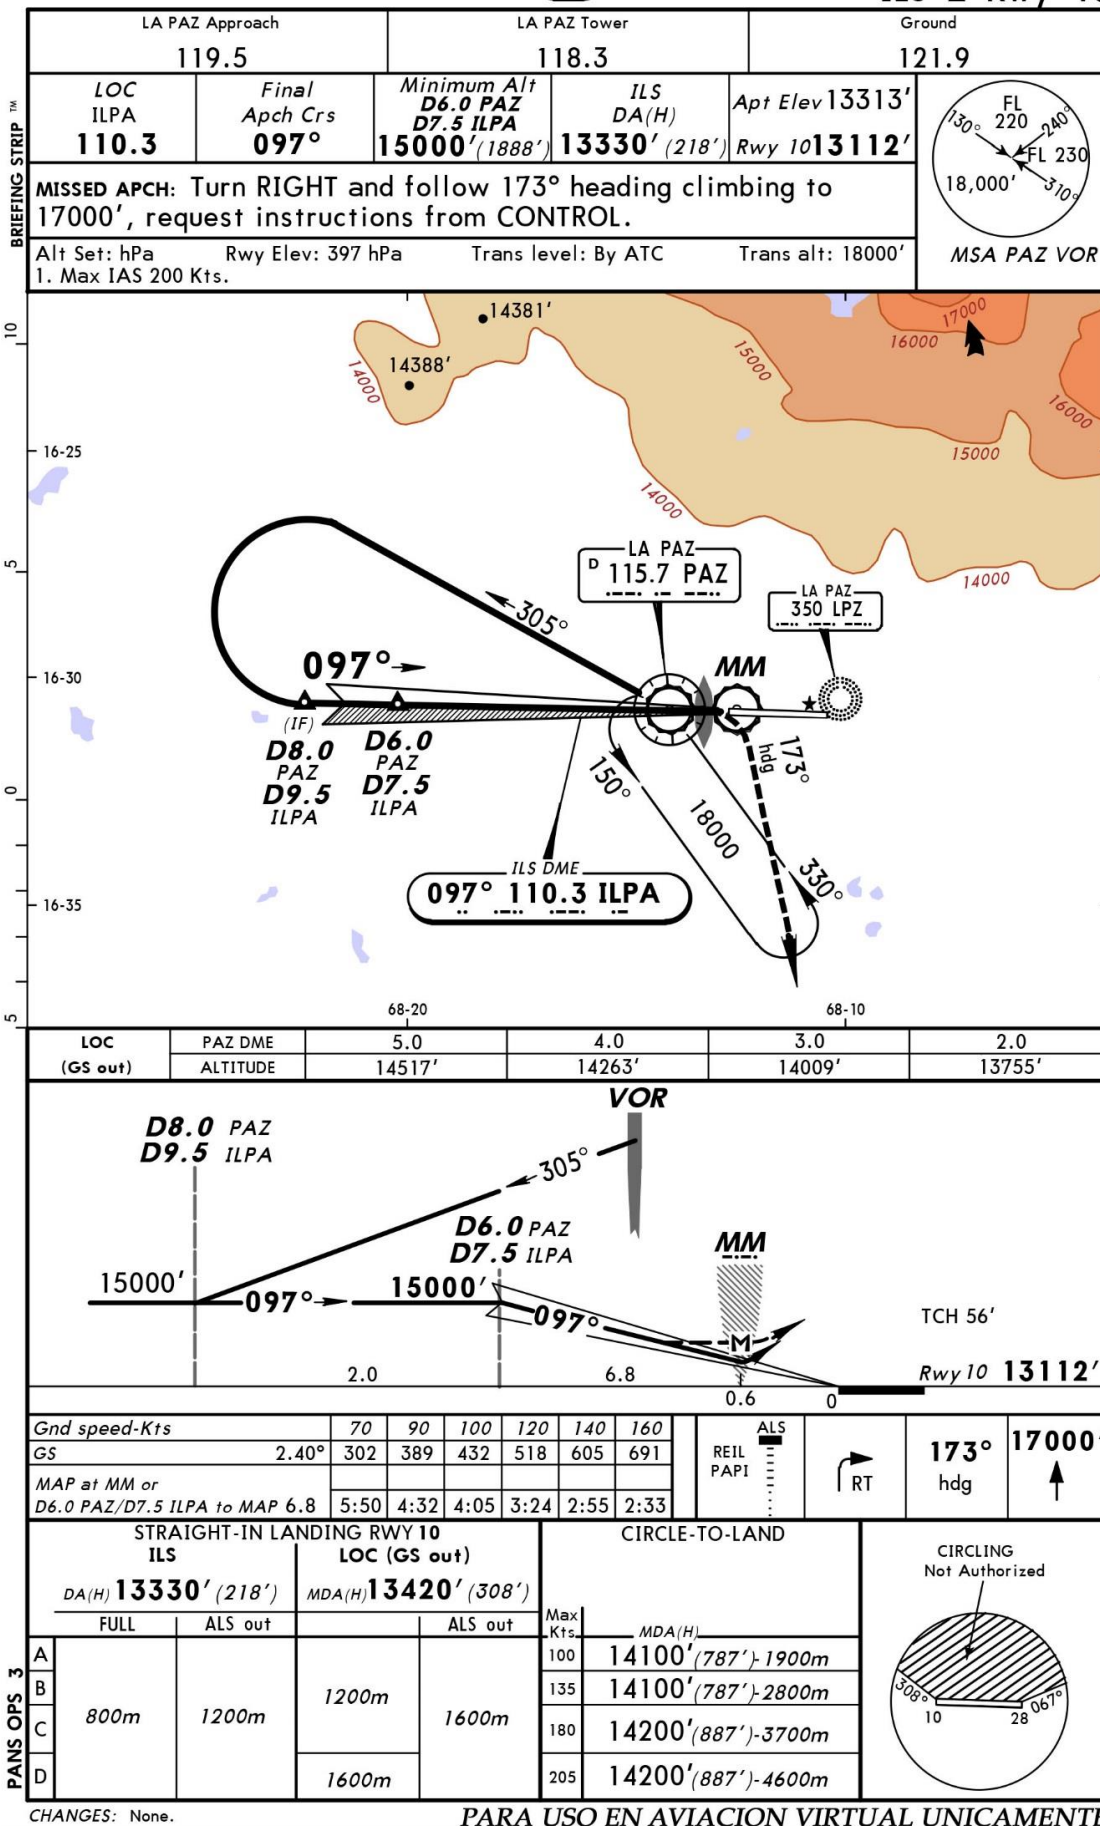 LA PAZ Approach LA PAZ Tower Ground
119.5 118.3 121.9
BRIEFING STRIP TM
LOC
ILPA
110.3
Final
Apch Crs
097°
Minimum Alt
D6.0 PAZ
D7.5 ILPA
15000'(1888')
ILS
DA(H)
13330'(218')
Apt Elev 13313'
Rwy 10 13112'
MISSED APCH: Turn RIGHT and follow 173° heading climbing to
17000', request instructions from CONTROL.
Alt Set: hPa Rwy Elev: 397 hPa Trans level: By ATC Trans alt: 18000'
1. Max IAS 200 Kts.
FL
220
130°
240°
FL 230
18,000'
310°
MSA PAZ VOR
14381'
17000
16000
10
14388'
14000
15000
16000
16-25
15000
14000
5
LA PAZ
D 115.7 PAZ
14000
LA PAZ
350 LPZ
305°
16-30
097°
MM
(IF)
D8.0
PAZ
D9.5
ILPA
D6.0
PAZ
D7.5
ILPA
173°
hdg
150°
0
18000
330°
ILS DME
097° 110.3 ILPA
16-35
5
68-20 68-10
LOC PAZ DME 5.0 4.0 3.0 2.0
(GS out) ALTITUDE 14517' 14263' 14009' 13755'
VOR
D8.0 PAZ
D9.5 ILPA
305°
D6.0 PAZ
D7.5 ILPA
MM
15000'
097°
15000'
097°
M
TCH 56'
Rwy 10 13112'
2.0 6.8
0.6 0
Gnd speed-Kts 70 90 100 120 140 160
GS 2.40° 302 389 432 518 605 691
MAP at MM or
D6.0 PAZ/D7.5 ILPA to MAP 6.8 5:50 4:32 4:05 3:24 2:55 2:33
ALS
REIL
PAPI
RT
173°
hdg
17000'
PANS OPS 3
STRAIGHT-IN LANDING RWY 10
ILS LOC (GS out)
DA(H) 13330'(218') MDA(H) 13420'(308')
FULL ALS out ALS out
A
B
C
D
800m
1200m
1200m
1600m
1600m
CIRCLE-TO-LAND
Max
Kts MDA(H)
100 14100'(787')-1900m
135 14100'(787')-2800m
180 14200'(887')-3700m
205 14200'(887')-4600m
CIRCLING
Not Authorized
308°
067°
10
28
CHANGES: None. PARA USO EN AVIACION VIRTUAL UNICAMENTE